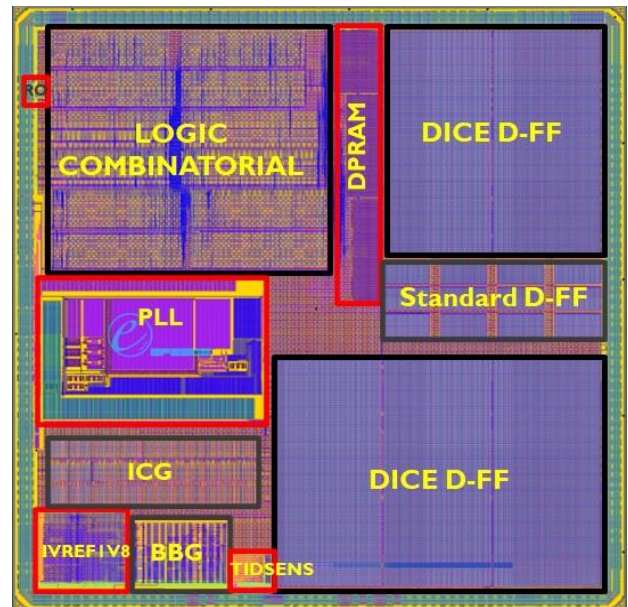 RO
LOGIC
COMBINATORIAL
DPRAM
DICE D-FF
Standard D-FF
PLL
e
ICG
DICE D-FF
IVREF1V8
BBG
TIDSENS